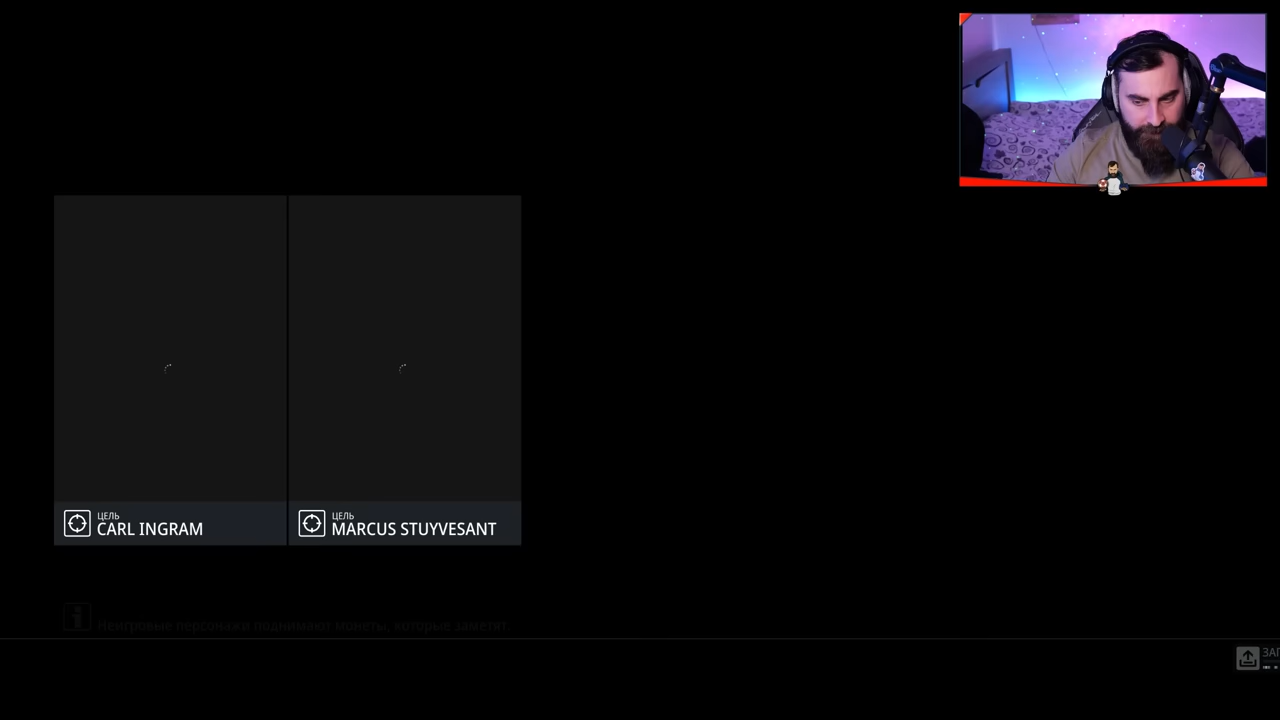 ЦЕЛЬ
CARL INGRAM
ЦЕЛЬ
MARCUS STUYVESANT
Неигровые персонажи поднимают монеты, которые заметят.